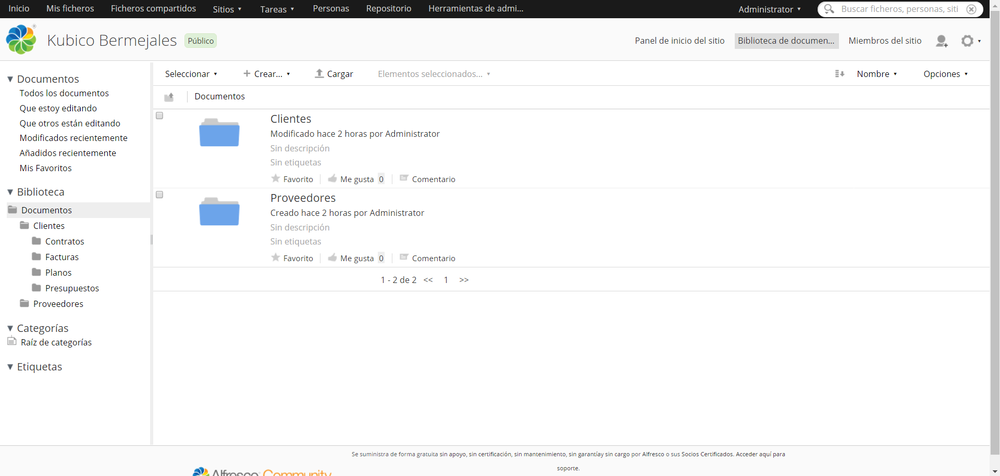 Inicio Mis ficheros Ficheros compartidos Sitios Tareas Personas Repositorio Herramientas de admi... Administrator Buscar ficheros, personas, siti
Kubico Bermejales Público Panel de inicio del sitio Biblioteca de documen... Miembros del sitio
Seleccionar Crear... Cargar Elementos seleccionados... Nombre Opciones
Documentos
Todos los documentos
Que estoy editando
Que otros están editando
Modificados recientemente
Añadidos recientemente
Mis Favoritos
Biblioteca
Documentos
Clientes
Contratos
Facturas
Planos
Presupuestos
Proveedores
Categorías
Raíz de categorías
Etiquetas
Documentos
Clientes
Modificado hace 2 horas por Administrator
Sin descripción
Sin etiquetas
Favorito Me gusta 0 Comentario
Proveedores
Creado hace 2 horas por Administrator
Sin descripción
Sin etiquetas
Favorito Me gusta 0 Comentario
1 - 2 de 2 << 1 >>
Se suministra de forma gratuita sin apoyo, sin certificación, sin mantenimiento, sin garantíay sin cargo por Alfresco o sus Socios Certificados. Acceder aquí para
soporte.
Alfresco Community